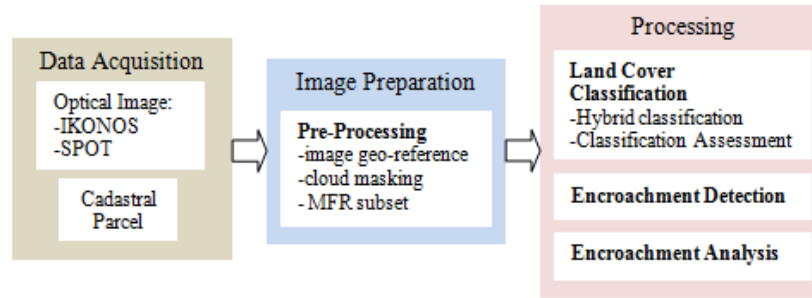 Data Acquisition
Optical Image:
-IKONOS
-SPOT
Cadastral
Parcel
Image Preparation
Pre-Processing
-image geo-reference
-cloud masking
- MFR subset
Processing
Land Cover
Classification
-Hybrid classification
-Classification Assessment
Encroachment Detection
Encroachment Analysis